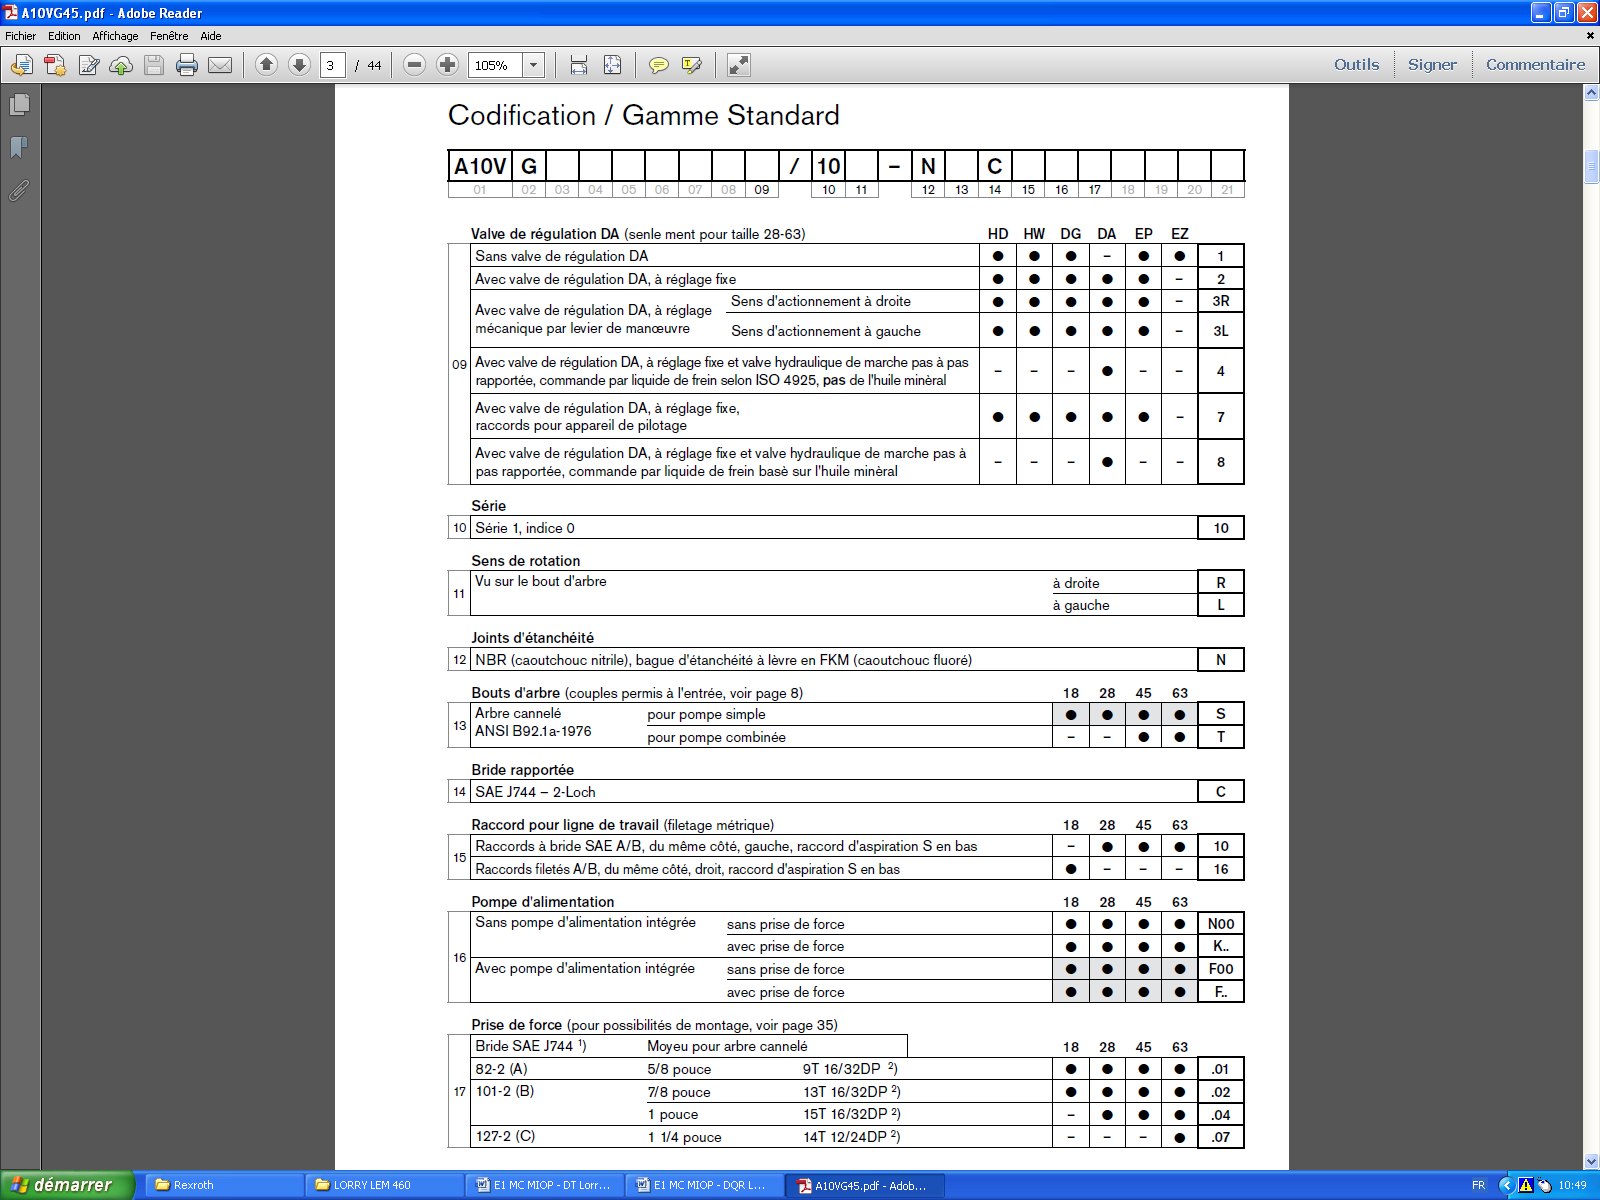 A10VG45.pdf - Adobe Reader
Fichier Edition Affichage Fenêtre Aide
3 / 44 105% Outils Signer Commentaire
Codification / Gamme Standard
A10V G / 10 – N C
01 02 03 04 05 06 07 08 09 10 11 12 13 14 15 16 17 18 19 20 21
Valve de régulation DA (senle ment pour taille 28-63) HD HW DG DA EP EZ
Sans valve de régulation DA ● ● ● – ● ● 1
Avec valve de régulation DA, à réglage fixe ● ● ● ● ● – 2
Avec valve de régulation DA, à réglage
mécanique par levier de manœuvre
Sens d'actionnement à droite ● ● ● ● ● – 3R
Sens d'actionnement à gauche ● ● ● ● ● – 3L
09
Avec valve de régulation DA, à réglage fixe et valve hydraulique de marche pas à pas
rapportée, commande par liquide de frein selon ISO 4925, pas de l'huile minèral – – – ● – – 4
Avec valve de régulation DA, à réglage fixe,
raccords pour appareil de pilotage ● ● ● ● ● – 7
Avec valve de régulation DA, à réglage fixe et valve hydraulique de marche pas à
pas rapportée, commande par liquide de frein basè sur l'huile minèral – – – ● – – 8
Série
10 Série 1, indice 0 10
Sens de rotation
11 Vu sur le bout d'arbre à droite R
à gauche L
Joints d'étanchéité
12 NBR (caoutchouc nitrile), bague d'étanchéité à lèvre en FKM (caoutchouc fluoré) N
Bouts d'arbre (couples permis à l'entrée, voir page 8) 18 28 45 63
13 Arbre cannelé
ANSI B92.1a-1976
pour pompe simple ● ● ● ● S
pour pompe combinée – – ● ● T
Bride rapportée
14 SAE J744 – 2-Loch C
Raccord pour ligne de travail (filetage métrique) 18 28 45 63
15 Raccords à bride SAE A/B, du même côté, gauche, raccord d'aspiration S en bas – ● ● ● 10
Raccords filetés A/B, du même côté, droit, raccord d'aspiration S en bas ● – – – 16
Pompe d'alimentation 18 28 45 63
16 Sans pompe d'alimentation intégrée sans prise de force ● ● ● ● N00
avec prise de force ● ● ● ● K..
Avec pompe d'alimentation intégrée sans prise de force ● ● ● ● F00
avec prise de force ● ● ● ● F..
Prise de force (pour possibilités de montage, voir page 35)
Bride SAE J744 1) Moyeu pour arbre cannelé 18 28 45 63
82-2 (A) 5/8 pouce 9T 16/32DP 2) ● ● ● ● .01
17 101-2 (B) 7/8 pouce 13T 16/32DP 2) ● ● ● ● .02
1 pouce 15T 16/32DP 2) – ● ● ● .04
127-2 (C) 1 1/4 pouce 14T 12/24DP 2) – – – ● .07
démarrer Rexroth LORRY LEM 460 E1 MC MIOP - DT Lorr... E1 MC MIOP - DQR L... A10VG45.pdf - Adob... FR 10:49